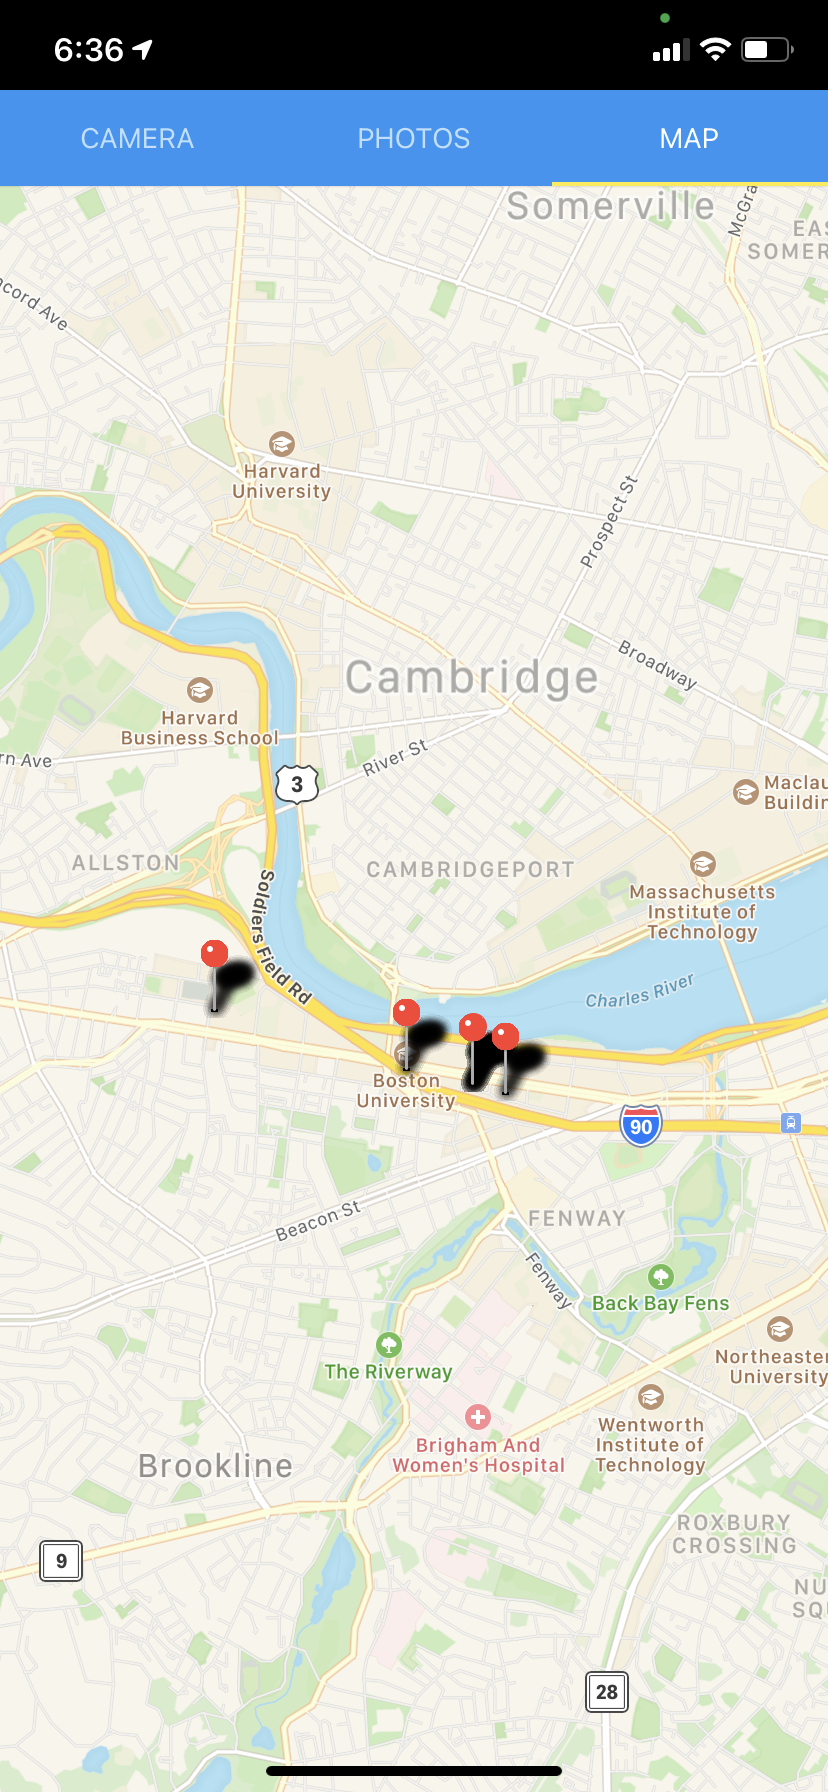 6:36
CAMERA
PHOTOS
MAP
Somerville
McGra
EAS
SOMER
cord Ave
Harvard
University
Prospect St
Broadway
Cambridge
Harvard
Business School
rn Ave
River St
3
Maclau
Buildin
ALLSTON
CAMBRIDGEPORT
Massachusetts
Institute of
Technology
Soldiers Field Rd
Charles River
Boston
University
90
Beacon St
FENWAY
Fenway
Back Bay Fens
The Riverway
Northeaster
University
Wentworth
Institute of
Technology
Brigham And
Women's Hospital
Brookline
ROXBURY
CROSSING
9
NU
SQ
28